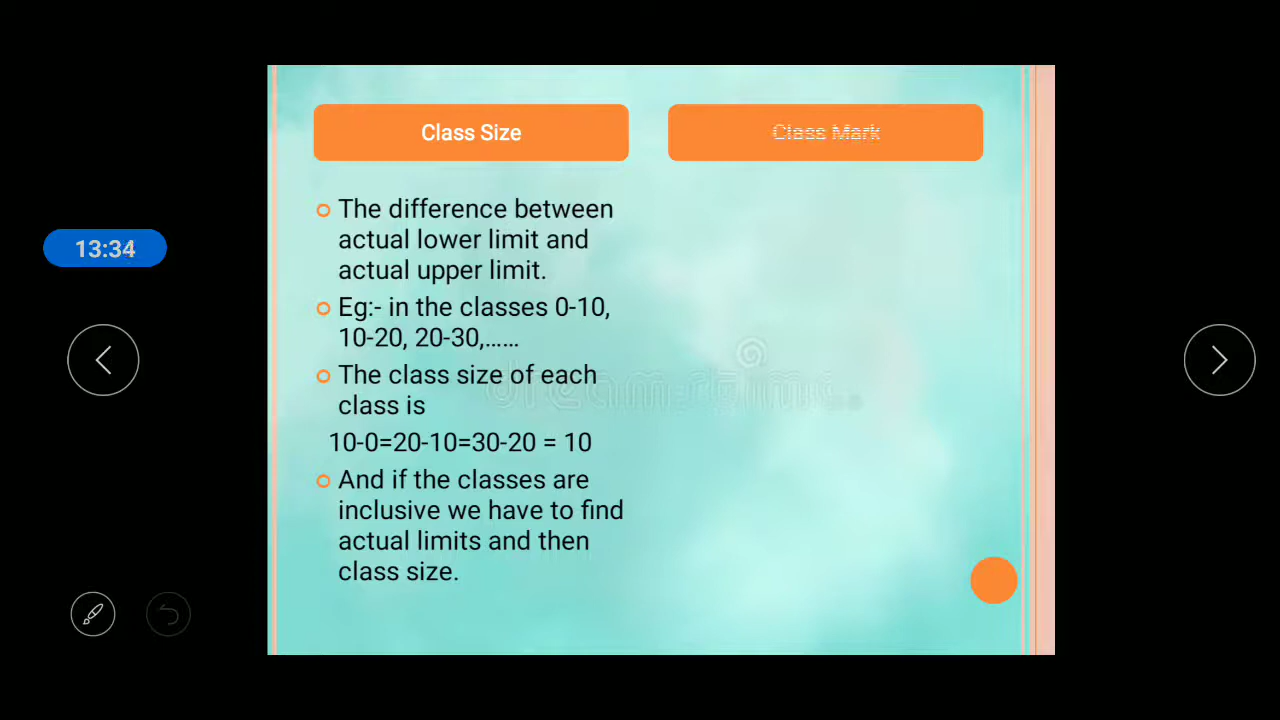 Class Size
Class Mark
The difference between
actual lower limit and
actual upper limit.
Eg:- in the classes 0-10,
10-20, 20-30,......
The class size of each
class is
10-0=20-10=30-20 = 10
And if the classes are
inclusive we have to find
actual limits and then
class size.
13:34